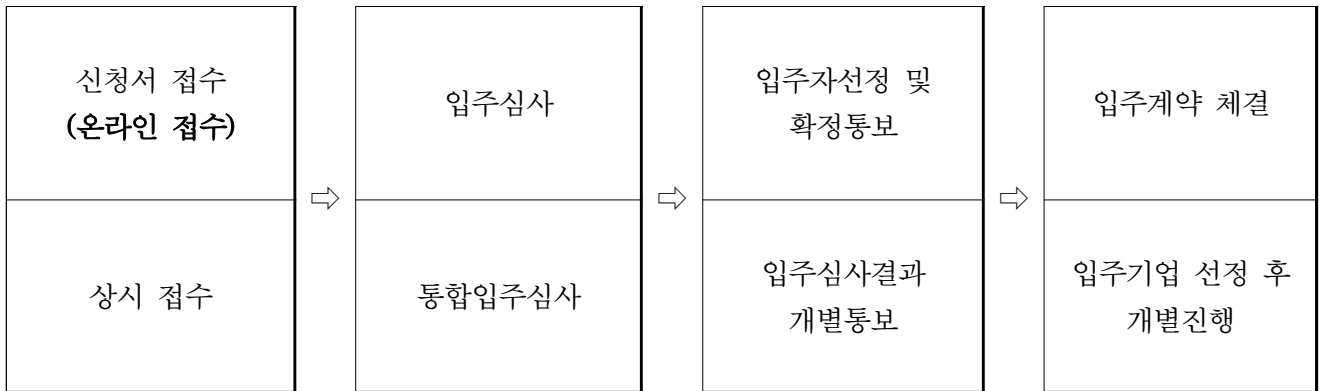 신청서 접수
(온라인 접수)
상시 접수
⇨
입주심사
통합입주심사
⇨
입주자선정 및
확정통보
입주심사결과
개별통보
⇨
입주계약 체결
입주기업 선정 후
개별진행